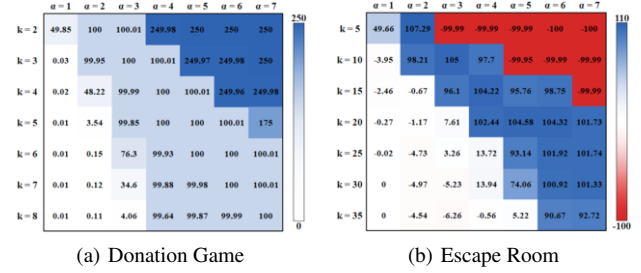 α = 1 α = 2 α = 3 α = 4 α = 5 α = 6 α = 7 250
k = 2 49.85 100 100.01 249.98 250 250 250
k = 3 0.03 99.95 100 100.01 249.97 249.98 250
k = 4 0.02 48.22 99.99 100 100.01 249.96 249.98
k = 5 0.01 3.54 99.85 100 100 100.01 175
k = 6 0.01 0.15 76.3 99.93 100 100 100.01
k = 7 0.01 0.12 34.6 99.88 99.98 100 100.01
k = 8 0.01 0.11 4.06 99.64 99.87 99.99 100
0
(a) Donation Game
α = 1 α = 2 α = 3 α = 4 α = 5 α = 6 α = 7 110
k = 5 49.66 107.29 -99.99 -99.99 -99.99 -100 -100
k = 10 -3.95 98.21 105 97.7 -99.95 -99.99 -99.99
k = 15 -2.46 -0.67 96.1 104.22 95.76 98.75 -99.99
k = 20 -0.27 -1.17 7.61 102.44 104.58 104.32 101.73
k = 25 -0.02 -4.73 3.26 13.72 93.14 101.92 101.74
k = 30 0 -4.97 -5.23 13.94 74.06 100.92 101.33
k = 35 0 -4.54 -6.26 -0.56 5.22 90.67 92.72
-100
(b) Escape Room